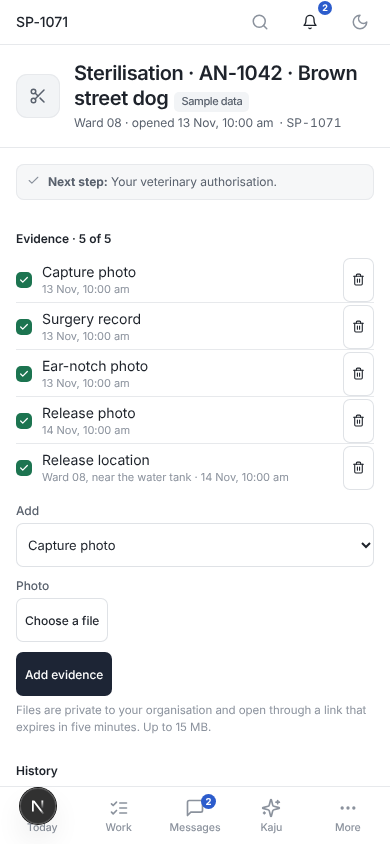 SP-1071
2
Sterilisation · AN-1042 · Brown
street dog Sample data
Ward 08 · opened 13 Nov, 10:00 am · SP-1071
Next step: Your veterinary authorisation.
Evidence · 5 of 5
Capture photo
13 Nov, 10:00 am
Surgery record
13 Nov, 10:00 am
Ear-notch photo
13 Nov, 10:00 am
Release photo
14 Nov, 10:00 am
Release location
Ward 08, near the water tank · 14 Nov, 10:00 am
Add
Capture photo
Photo
Choose a file
Add evidence
Files are private to your organisation and open through a link that
expires in five minutes. Up to 15 MB.
History
N
2
Today Work Messages Kaju More